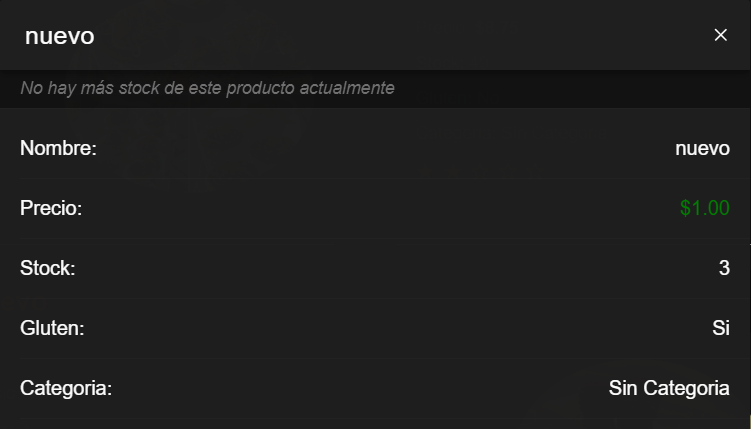 nuevo ×
No hay más stock de este producto actualmente
Nombre: nuevo
Precio: $1.00
Stock: 3
Gluten: Si
Categoria: Sin Categoria